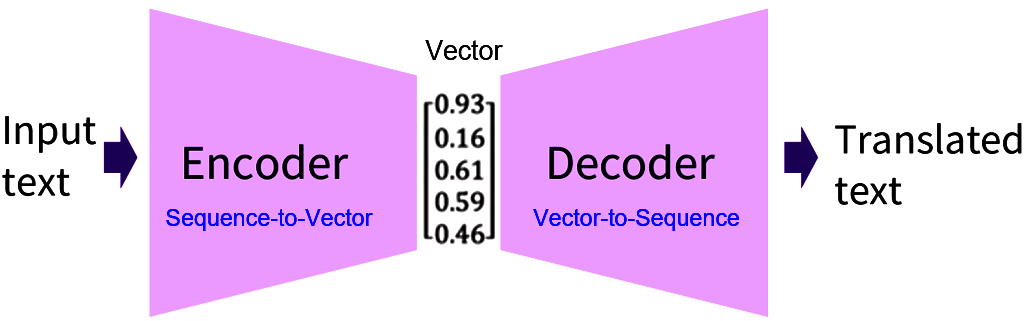 Input
text
Encoder
Sequence-to-Vector
Vector
0.93
0.16
0.61
0.59
0.46
Decoder
Vector-to-Sequence
Translated
text